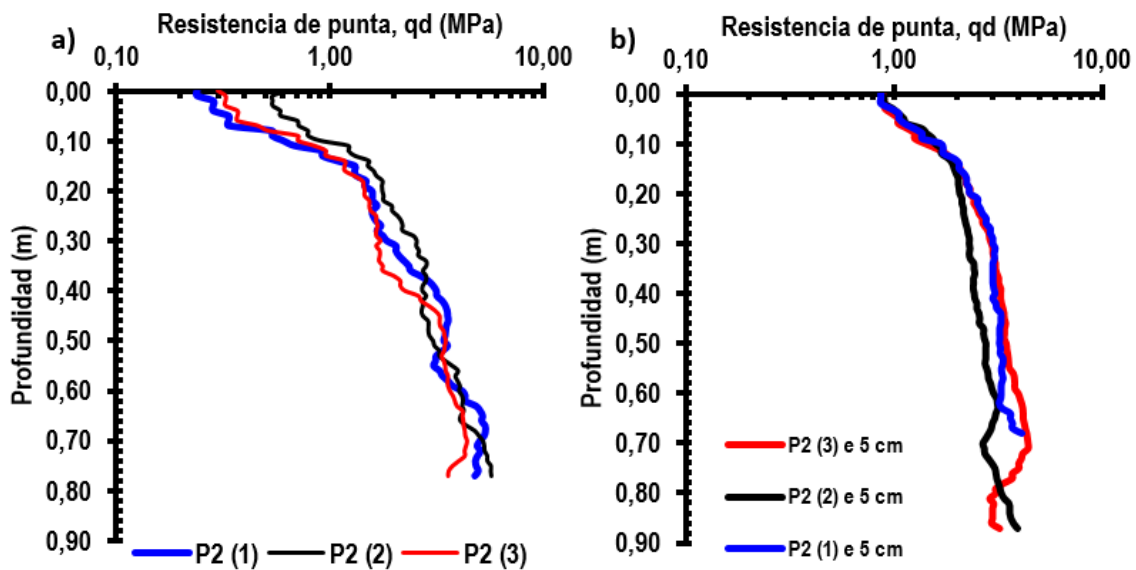 a)
Resistencia de punta, qd (MPa)
0,10 1,00 10,00
0,00
0,10
0,20
0,30
0,40
0,50
0,60
0,70
0,80
0,90
Profundidad (m)
P2 (1) P2 (2) P2 (3)
b)
Resistencia de punta, qd (MPa)
0,10 1,00 10,00
0,00
0,10
0,20
0,30
0,40
0,50
0,60
0,70
0,80
0,90
Profundidad (m)
P2 (3) e 5 cm
P2 (2) e 5 cm
P2 (1) e 5 cm